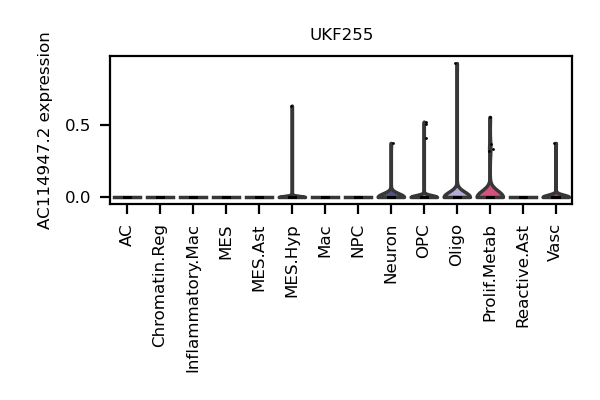 UKF255
AC114947.2 expression
0.5
0.0
AC
Chromatin.Reg
Inflammatory.Mac
MES
MES.Ast
MES.Hyp
Mac
NPC
Neuron
OPC
Oligo
Prolif.Metab
Reactive.Ast
Vasc